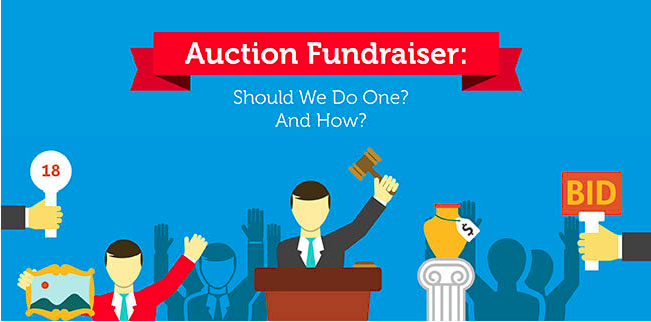 Auction Fundraiser:
Should We Do One?
And How?
18
BID
$